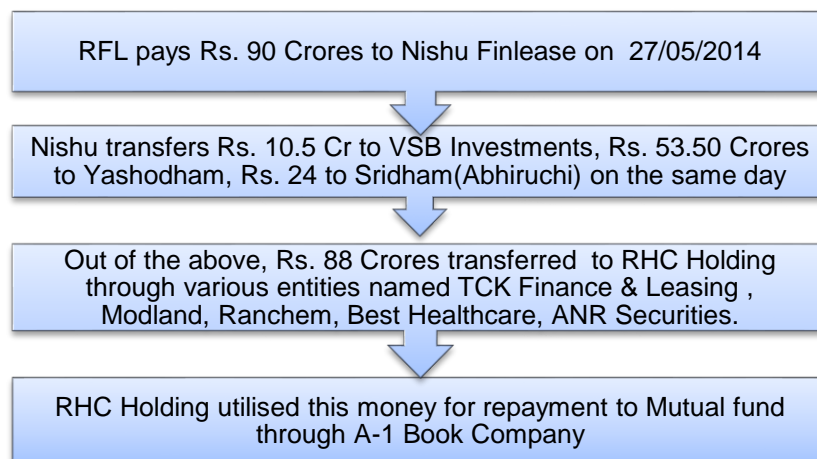 RFL pays Rs. 90 Crores to Nishu Finlease on 27/05/2014
Nishu transfers Rs. 10.5 Cr to VSB Investments, Rs. 53.50 Crores
to Yashodham, Rs. 24 to Sridham(Abhiruchi) on the same day
Out of the above, Rs. 88 Crores transferred to RHC Holding
through various entities named TCK Finance & Leasing ,
Modland, Ranchem, Best Healthcare, ANR Securities.
RHC Holding utilised this money for repayment to Mutual fund
through A-1 Book Company